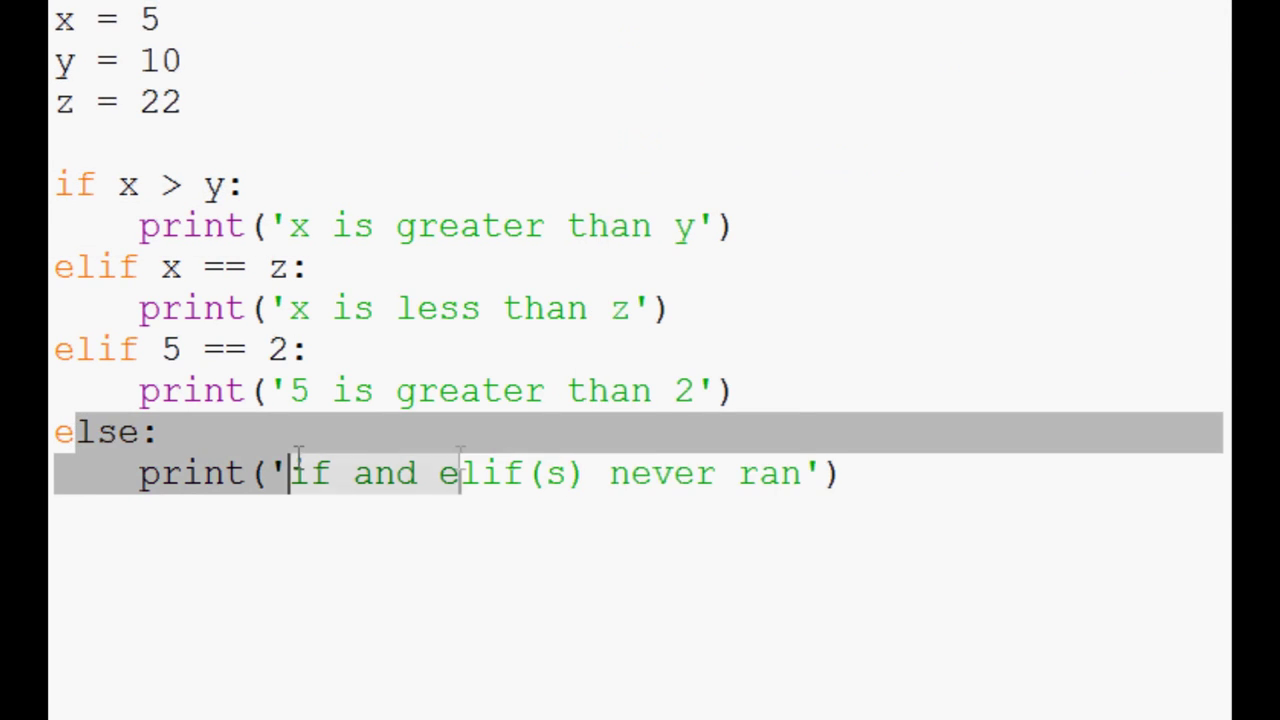 x = 5
y = 10
z = 22

if x > y:
    print('x is greater than y')
elif x == z:
    print('x is less than z')
elif 5 == 2:
    print('5 is greater than 2')
else:
    print('if and elif(s) never ran')